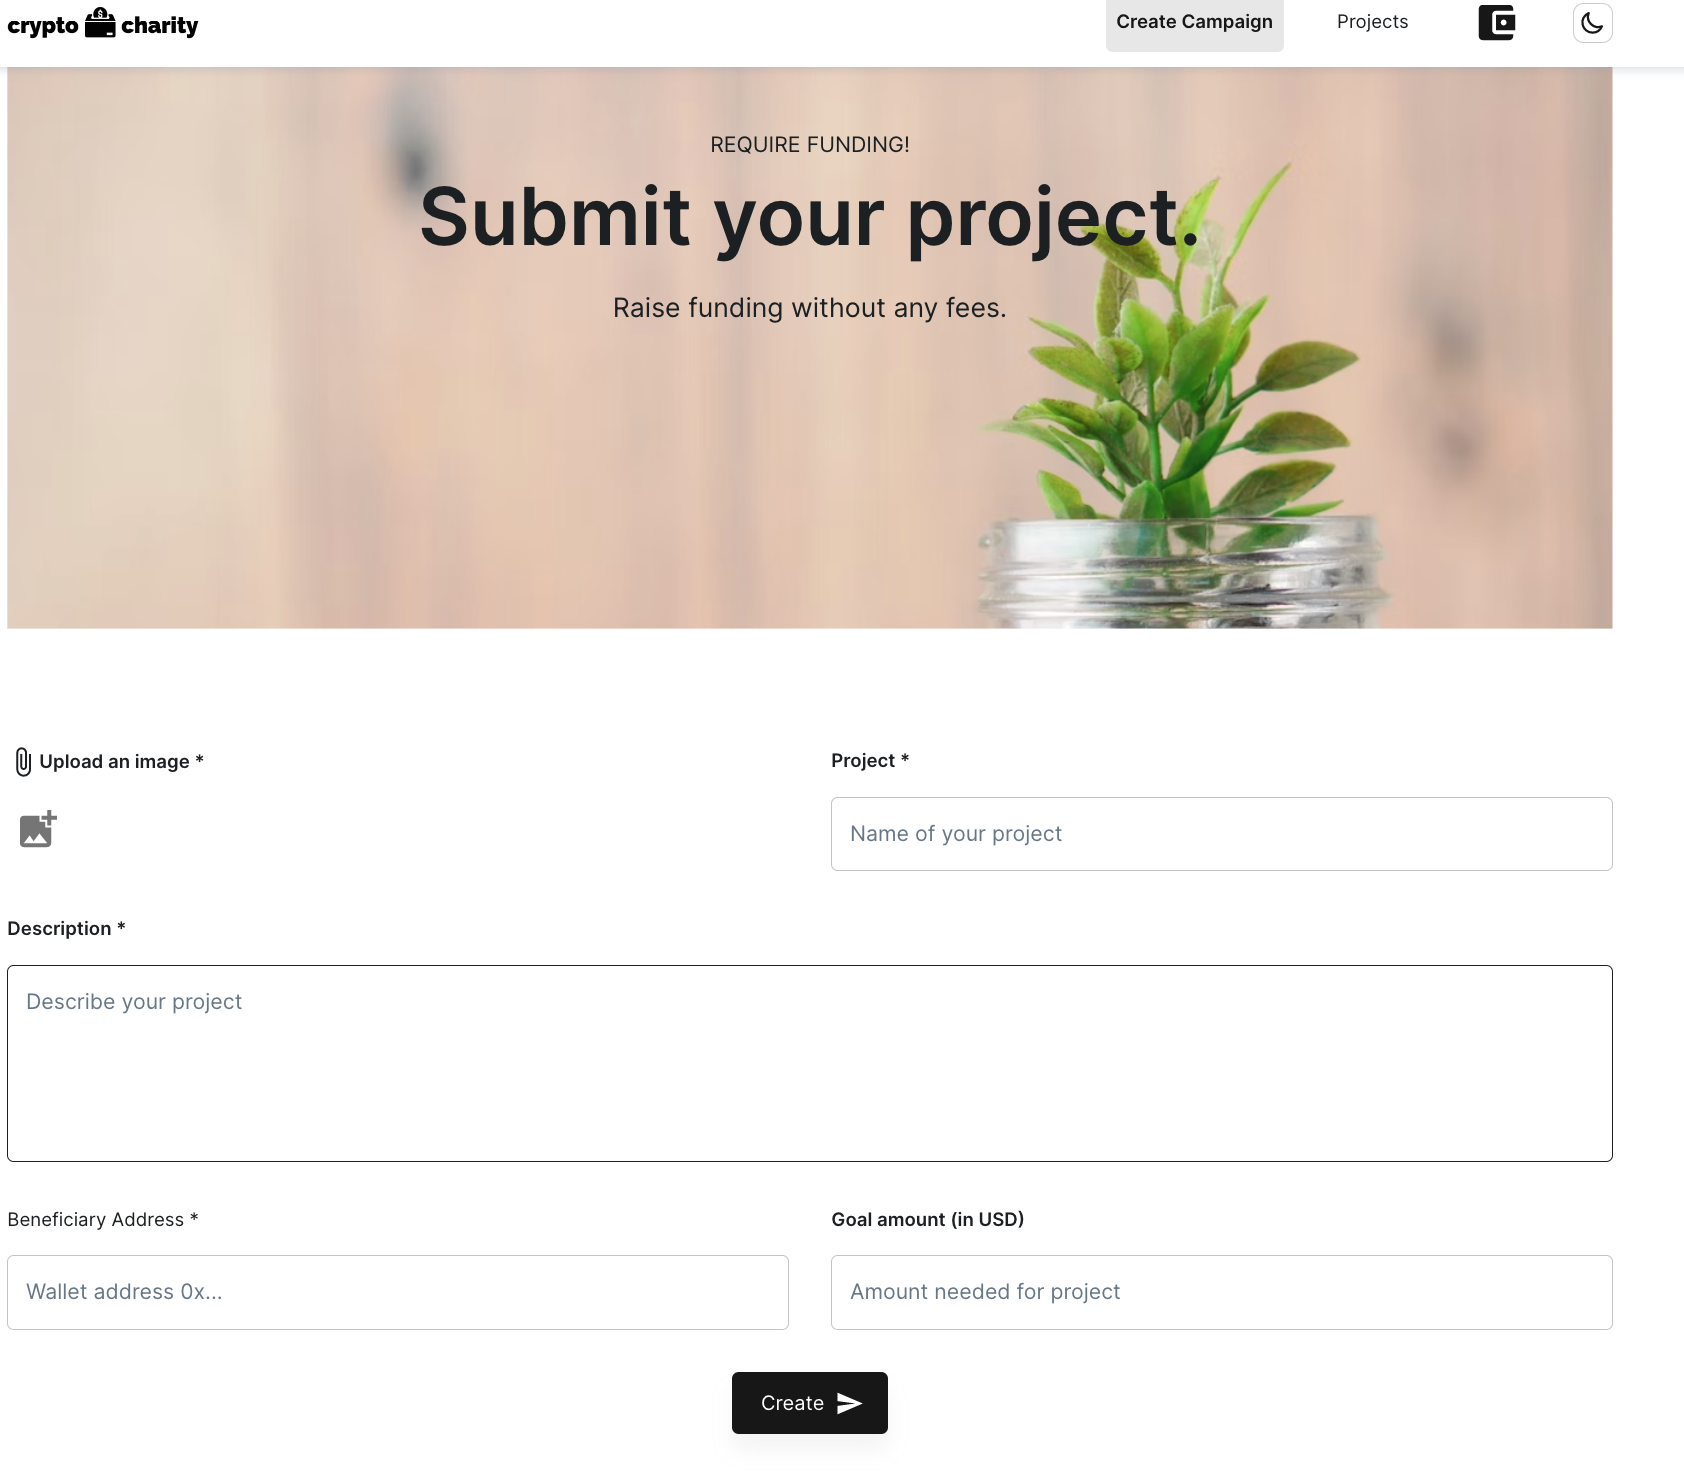 crypto charity
Create Campaign
Projects
REQUIRE FUNDING!
Submit your project.
Raise funding without any fees.
Upload an image *
Project *
Name of your project
Description *
Describe your project
Beneficiary Address *
Goal amount (in USD)
Wallet address 0x...
Amount needed for project
Create